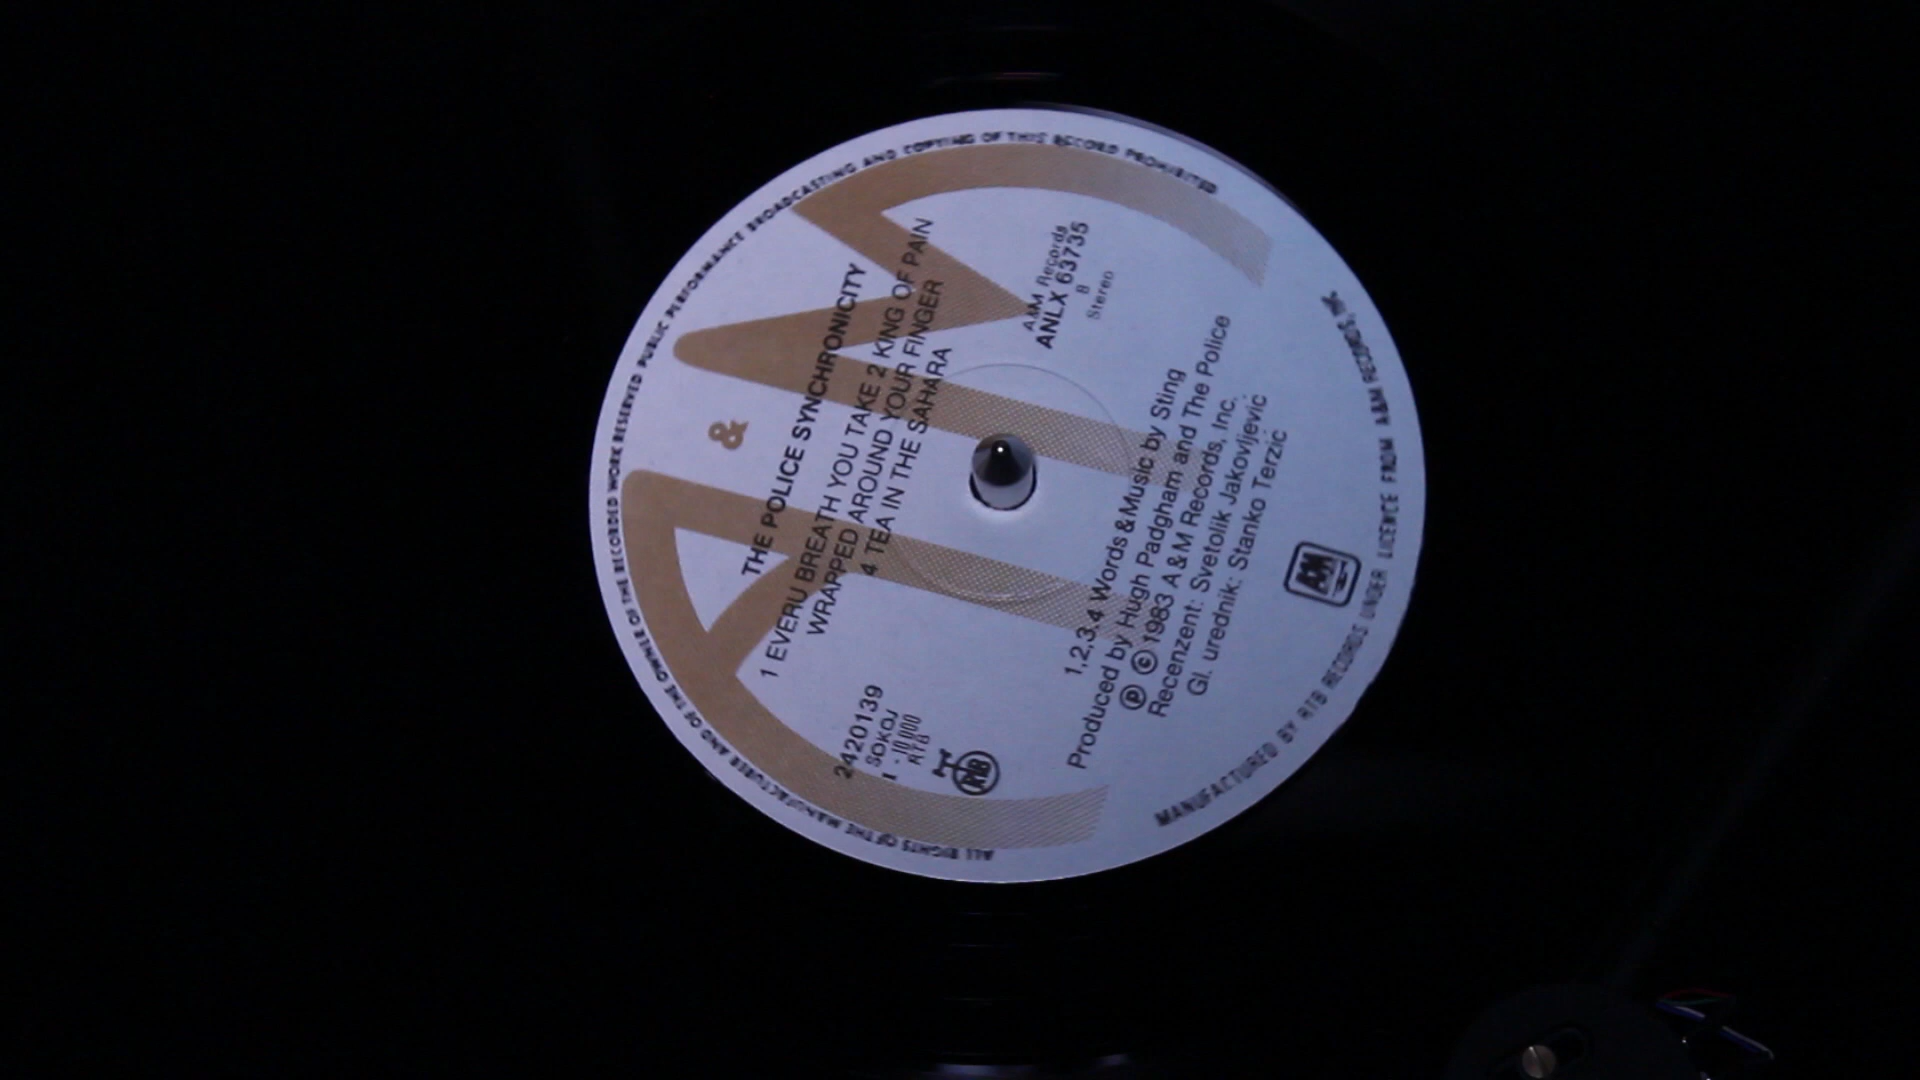 ALL RIGHTS OF THE MANUFACTURER AND OF THE OWNER OF THE RECORDED WORK RESERVED PUBLIC PERFORMANCE BROADCASTING AND COPYING OF THIS RECORD PROHIBITED
A & M
THE POLICE SYNCHRONICITY
1 EVERU BREATH YOU TAKE 2 KING OF PAIN
WRAPPED AROUND YOUR FINGER
4 TEA IN THE SAHARA
2420139
SOKOJ
I - 10.000
RTB
RTB
A&M Records
ANLX 63735
B
Stereo
1,2,3,4 Words & Music by Sting
Produced by Hugh Padgham and The Police
Ⓟ © 1983 A & M Records, Inc.
Recenzent: Svetolik Jakovljević
Gl. urednik: Stanko Terzić
A&M
MANUFACTURED BY RTB RECORDS UNDER LICENCE FROM A&M RECORDS, INC.